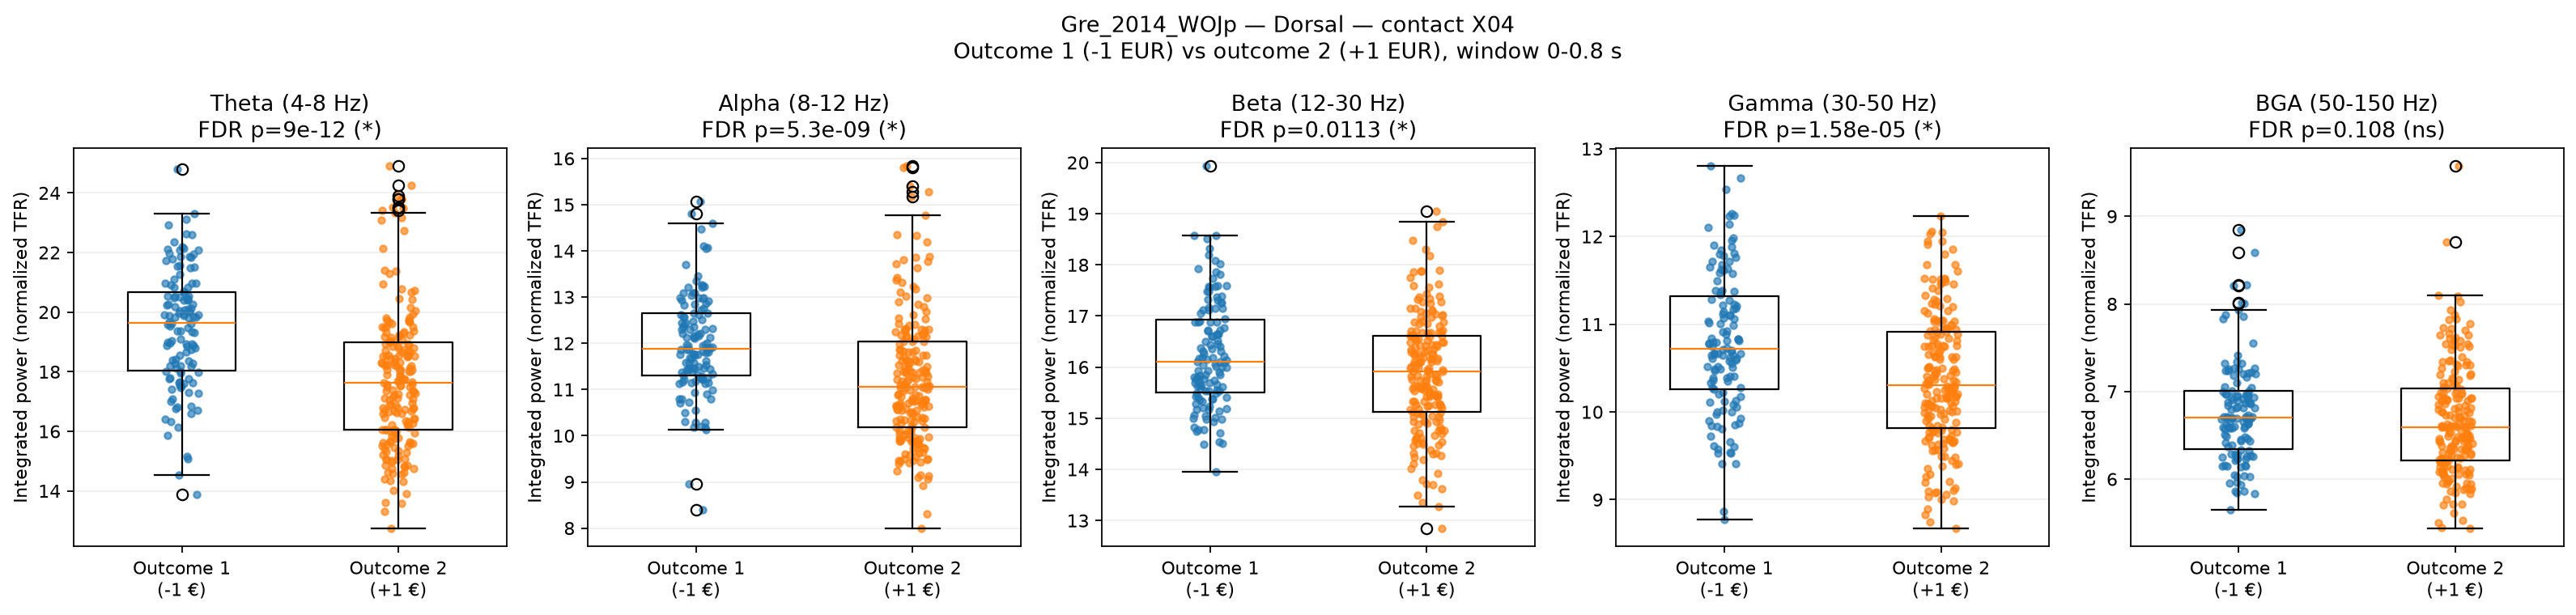 Gre_2014_WOJp — Dorsal — contact X04
Outcome 1 (-1 EUR) vs outcome 2 (+1 EUR), window 0-0.8 s
Theta (4-8 Hz)
FDR p=9e-12 (*)
Integrated power (normalized TFR)
24
22
20
18
16
14
Outcome 1
(-1 €)
Outcome 2
(+1 €)
Alpha (8-12 Hz)
FDR p=5.3e-09 (*)
Integrated power (normalized TFR)
16
15
14
13
12
11
10
9
8
Outcome 1
(-1 €)
Outcome 2
(+1 €)
Beta (12-30 Hz)
FDR p=0.0113 (*)
Integrated power (normalized TFR)
20
19
18
17
16
15
14
13
Outcome 1
(-1 €)
Outcome 2
(+1 €)
Gamma (30-50 Hz)
FDR p=1.58e-05 (*)
Integrated power (normalized TFR)
13
12
11
10
9
Outcome 1
(-1 €)
Outcome 2
(+1 €)
BGA (50-150 Hz)
FDR p=0.108 (ns)
Integrated power (normalized TFR)
9
8
7
6
Outcome 1
(-1 €)
Outcome 2
(+1 €)